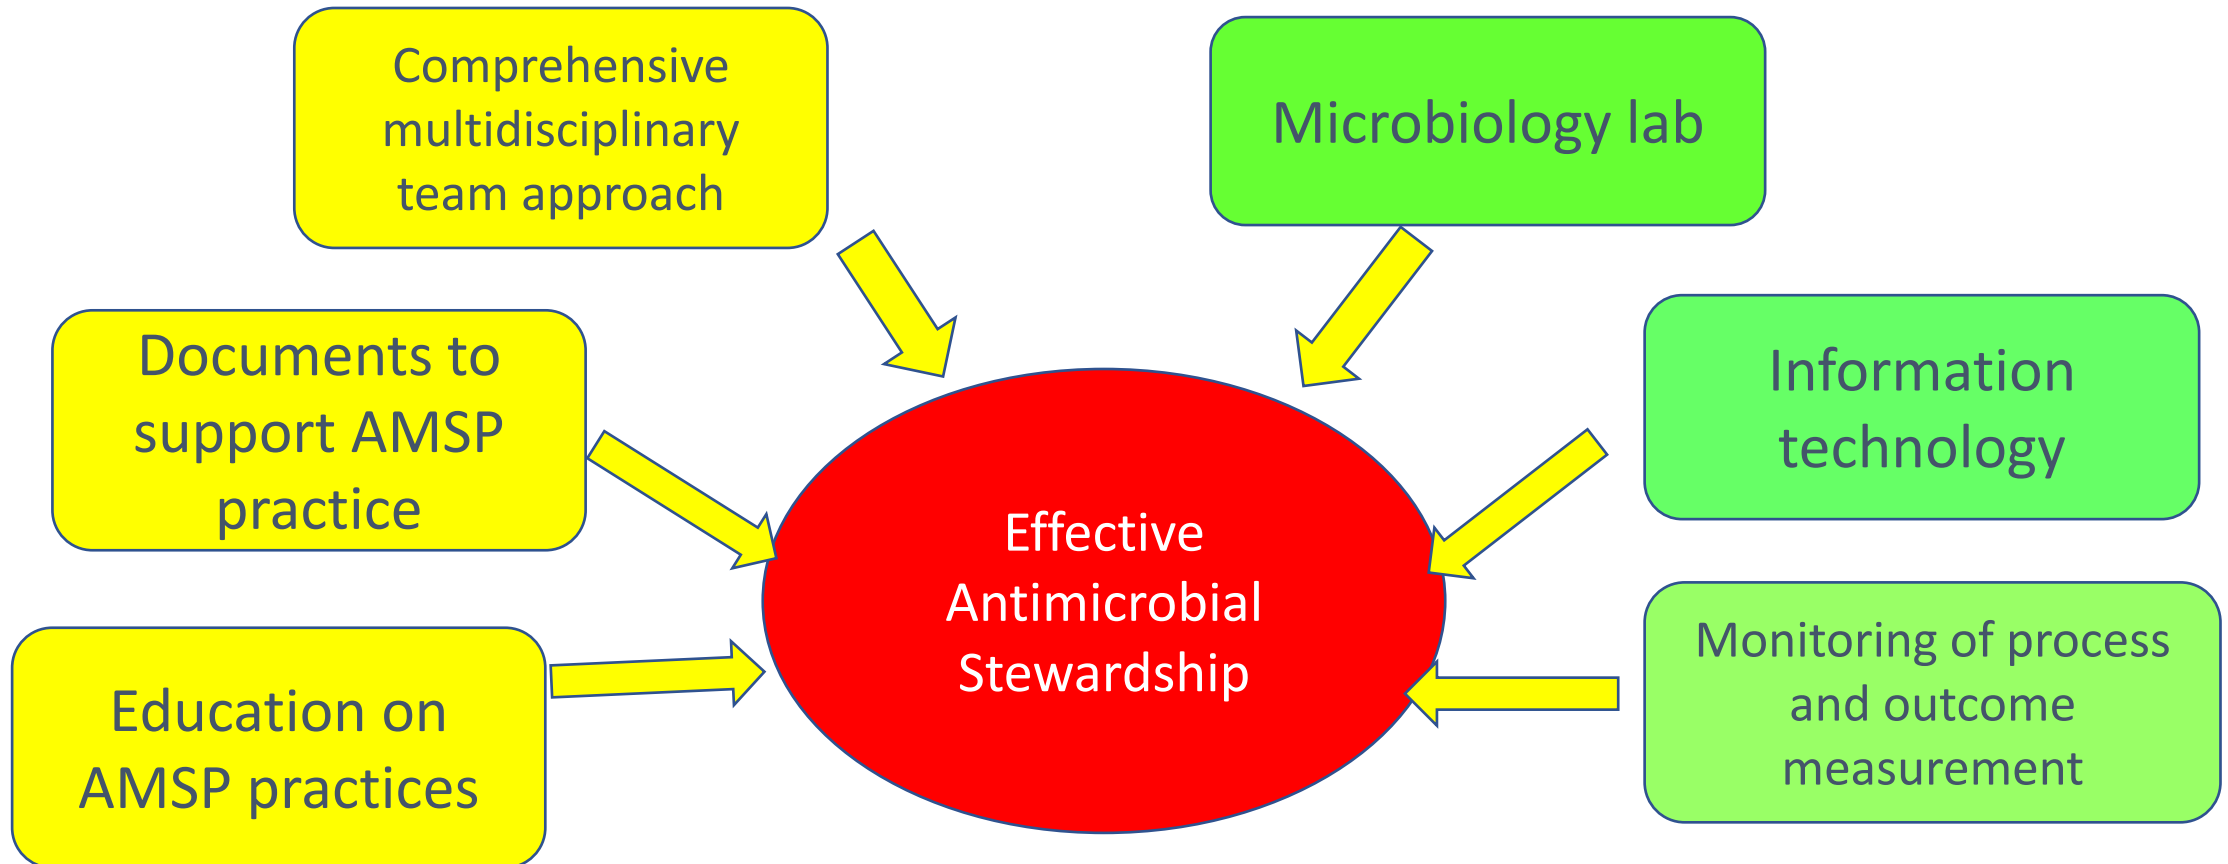 Comprehensive
multidisciplinary
team approach
Microbiology lab
Documents to
support AMSP
practice
Information
technology
Effective
Antimicrobial
Stewardship
Education on
AMSP practices
Monitoring of process
and outcome
measurement